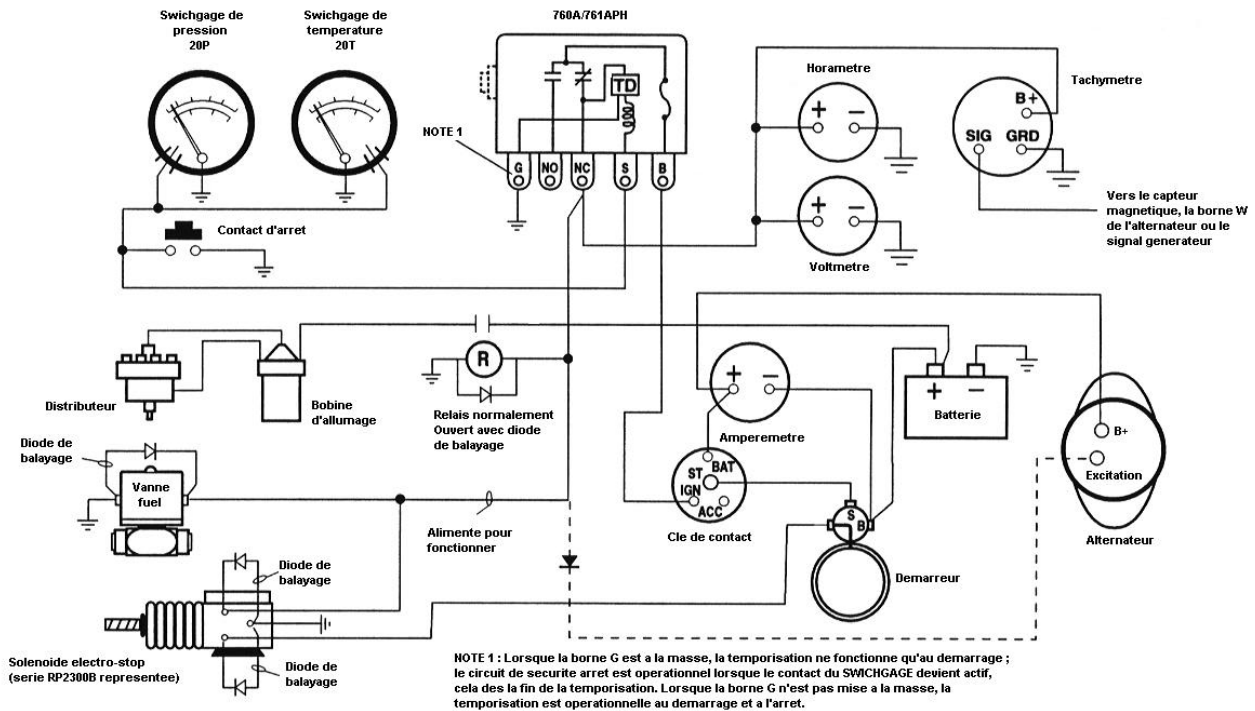 Swichgage de
pression
20P
Swichgage de
temperature
20T
760A/761APH
TD
NOTE 1
G
NO
NC
S
B
Horametre
+ −
Voltmetre
+ −
Tachymetre
B+
SIG GRD
Vers le capteur
magnetique, la borne W
de l'alternateur ou le
signal generateur
Contact d'arret
Distributeur
Bobine
d'allumage
R
Relais normalement
Ouvert avec diode
de balayage
+ −
Amperemetre
+ −
Batterie
B+
Excitation
Alternateur
Diode de
balayage
Vanne
fuel
Alimente pour
fonctionner
ST BAT
IGN
ACC
Cle de contact
S
B
Demarreur
Diode de
balayage
Solenoide electro-stop
(serie RP2300B representee)
Diode de
balayage
NOTE 1 : Lorsque la borne G est a la masse, la temporisation ne fonctionne qu'au demarrage ;
le circuit de securite arret est operationnel lorsque le contact du SWICHGAGE devient actif,
cela des la fin de la temporisation. Lorsque la borne G n'est pas mise a la masse, la
temporisation est operationnelle au demarrage et a l'arret.